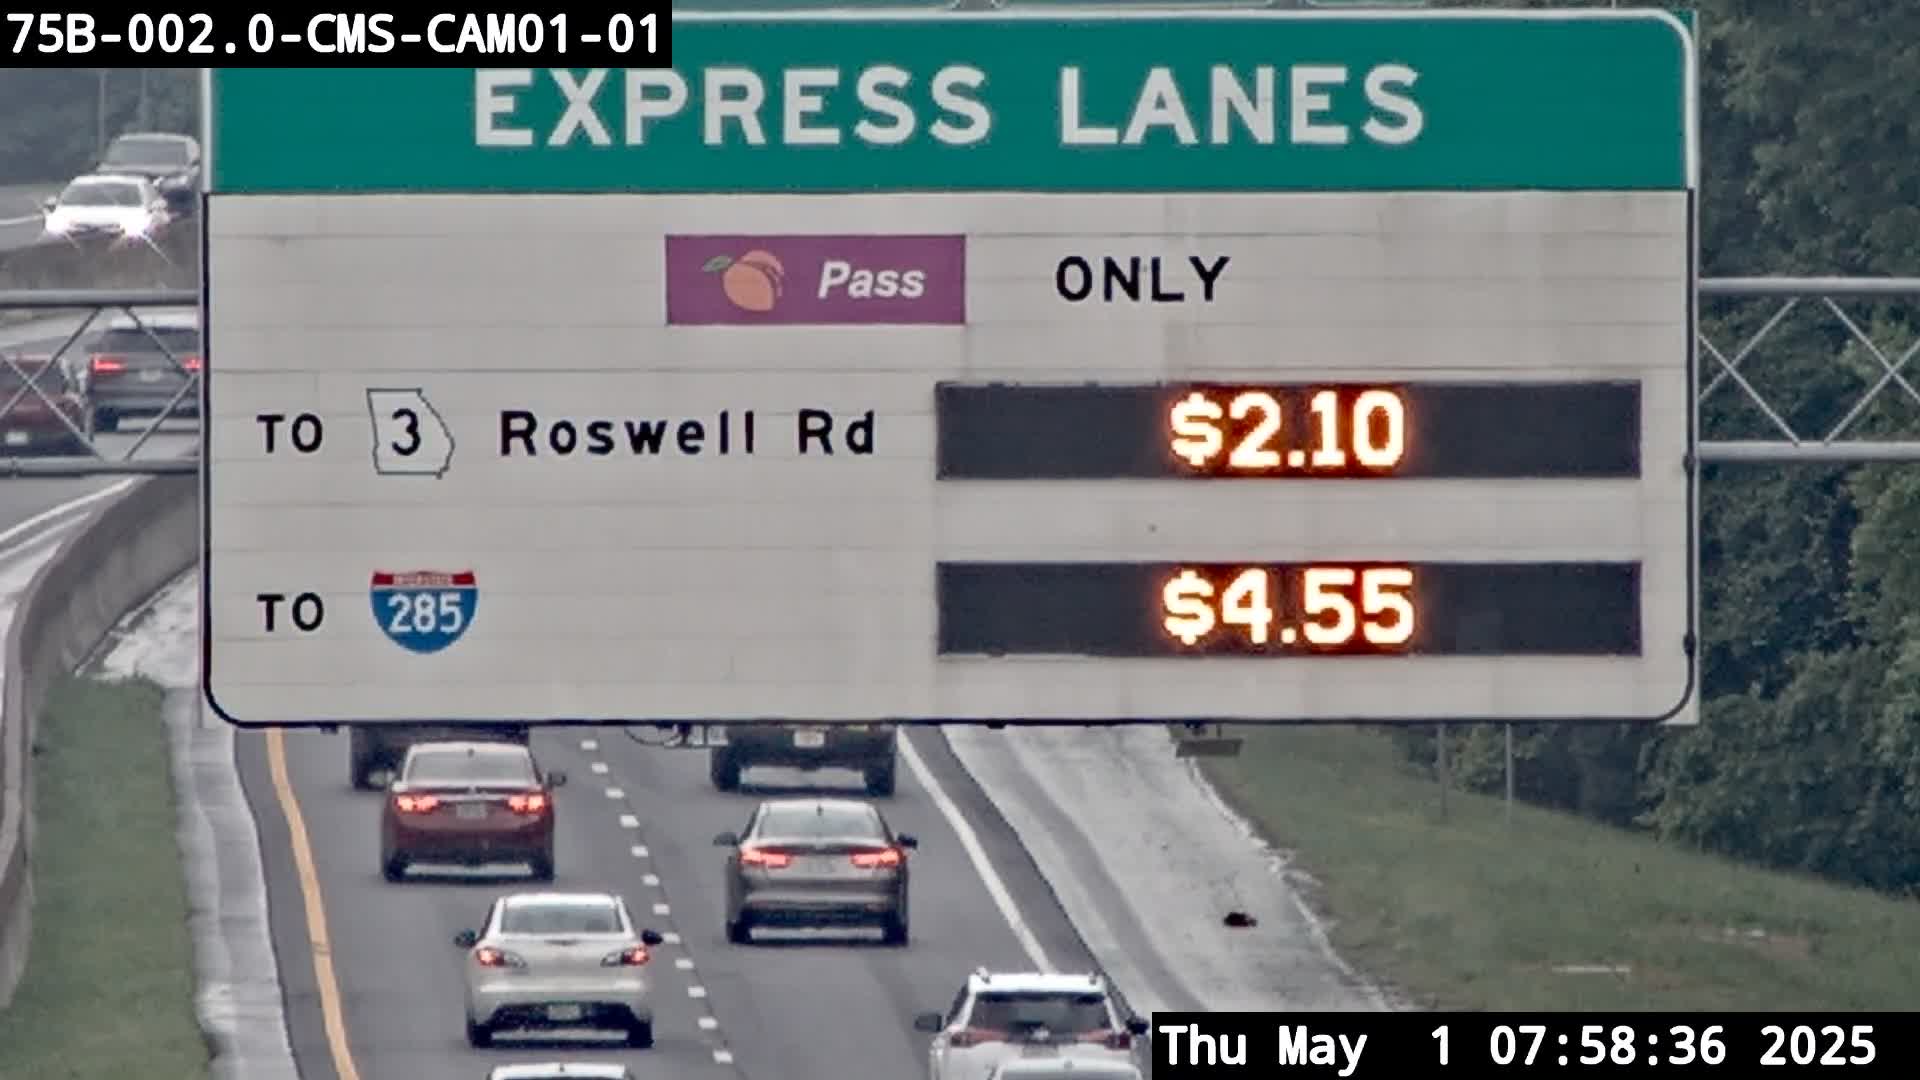 75B-002.0-CMS-CAM01-01
EXPRESS LANES
Pass ONLY
TO 3 Roswell Rd $2.10
TO INTERSTATE 285 $4.55
Thu May 1 07:58:36 2025